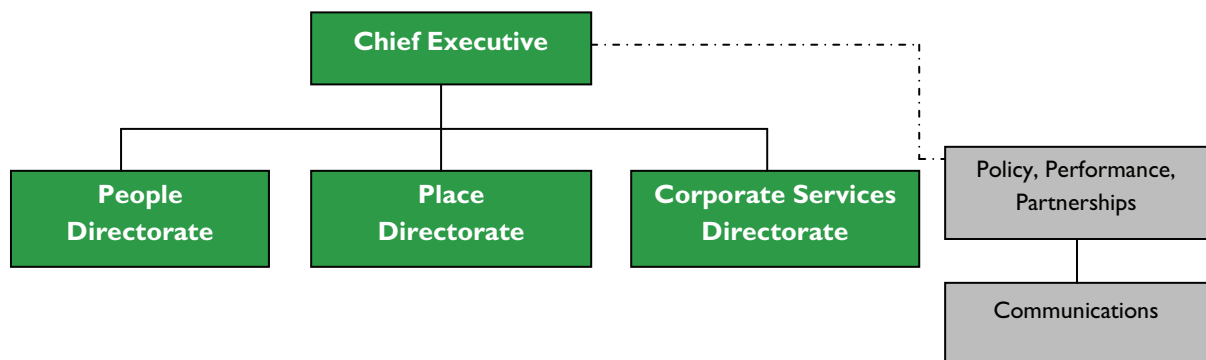 Chief Executive
People
Directorate
Place
Directorate
Corporate Services
Directorate
Policy, Performance,
Partnerships
Communications